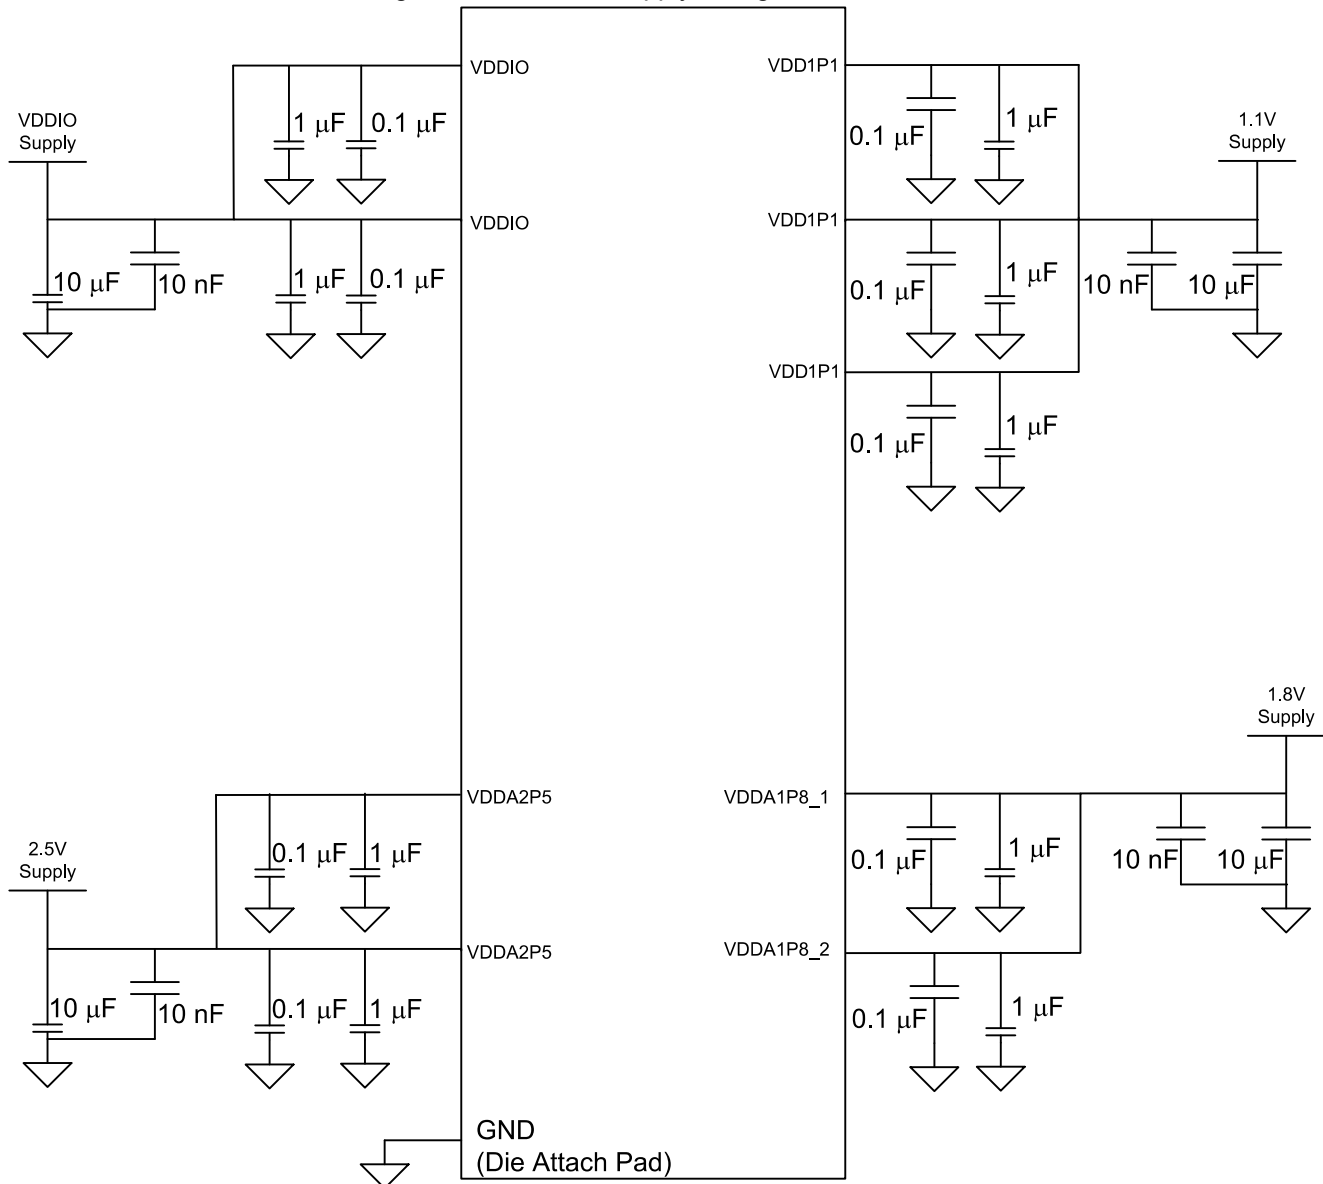 VDDIO
VDD1P1
1 µF
0.1 µF
0.1 µF
1 µF
VDDIO
Supply
1.1V
Supply
VDDIO
VDD1P1
10 µF
10 nF
1 µF
0.1 µF
0.1 µF
1 µF
10 nF
10 µF
VDD1P1
0.1 µF
1 µF
1.8V
Supply
VDDA2P5
VDDA1P8_1
2.5V
Supply
0.1 µF
1 µF
0.1 µF
1 µF
10 nF
10 µF
VDDA2P5
VDDA1P8_2
10 µF
10 nF
0.1 µF
1 µF
0.1 µF
1 µF
GND
(Die Attach Pad)